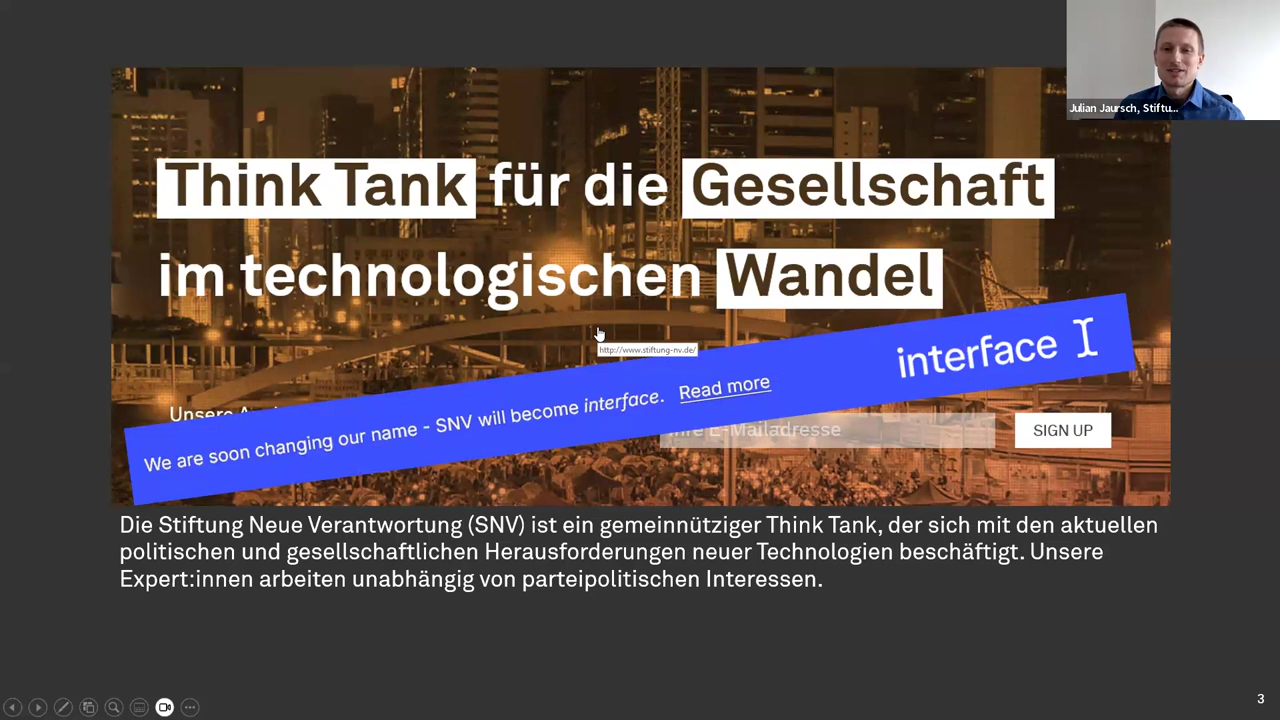 Julian Jaursch, Stiftu...
Think Tank für die Gesellschaft
im technologischen Wandel
http://www.stiftung-nv.de/
interface
We are soon changing our name - SNV will become interface. Read more
Unsere
Ihre E-Mailadresse
SIGN UP
Die Stiftung Neue Verantwortung (SNV) ist ein gemeinnütziger Think Tank, der sich mit den aktuellen
politischen und gesellschaftlichen Herausforderungen neuer Technologien beschäftigt. Unsere
Expert:innen arbeiten unabhängig von parteipolitischen Interessen.
3